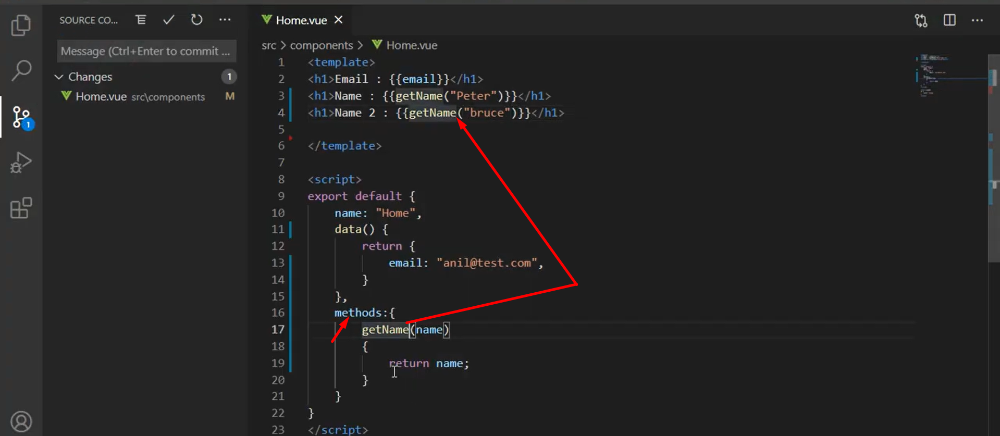 SOURCE CO...
Message (Ctrl+Enter to commit ...
Changes 1
Home.vue src\components M
1
Home.vue
src > components > Home.vue
1 <template>
2 <h1>Email : {{email}}</h1>
3 <h1>Name : {{getName("Peter")}}</h1>
4 <h1>Name 2 : {{getName("bruce")}}</h1>
5
6 </template>
7
8 <script>
9 export default {
10 name: "Home",
11 data() {
12 return {
13 email: "anil@test.com",
14 }
15 },
16 methods:{
17 getName(name)
18 {
19 return name;
20 }
21 }
22 }
23 </script>